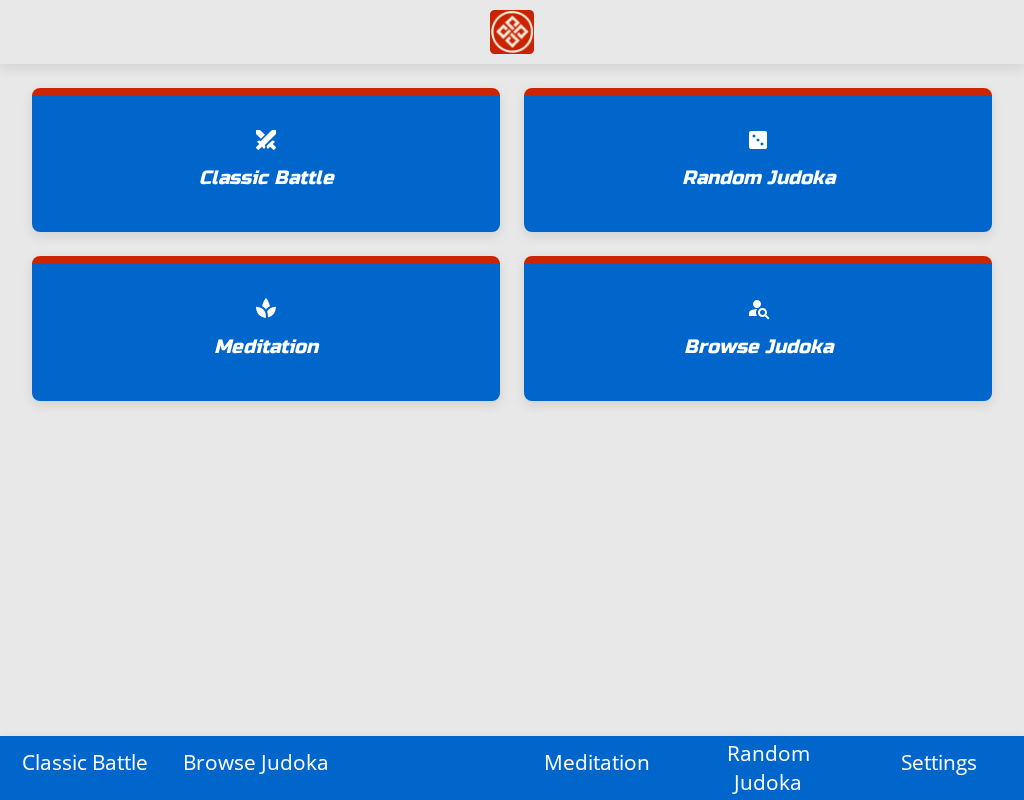 Classic Battle
Random Judoka
Meditation
Browse Judoka
Classic Battle
Browse Judoka
Meditation
Random
Judoka
Settings